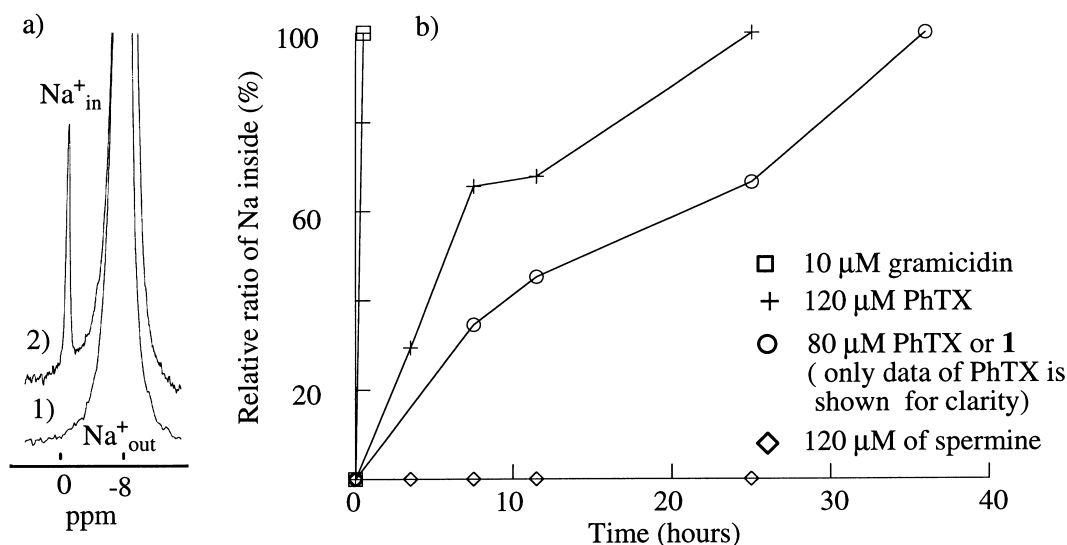 a)
Na⁺in
2)
1)
Na⁺out
0 -8
ppm
b)
Relative ratio of Na inside (%)
100
60
20
0 10 20 30 40
Time (hours)
10 μM gramicidin
120 μM PhTX
80 μM PhTX or 1
( only data of PhTX is
shown for clarity)
120 μM of spermine